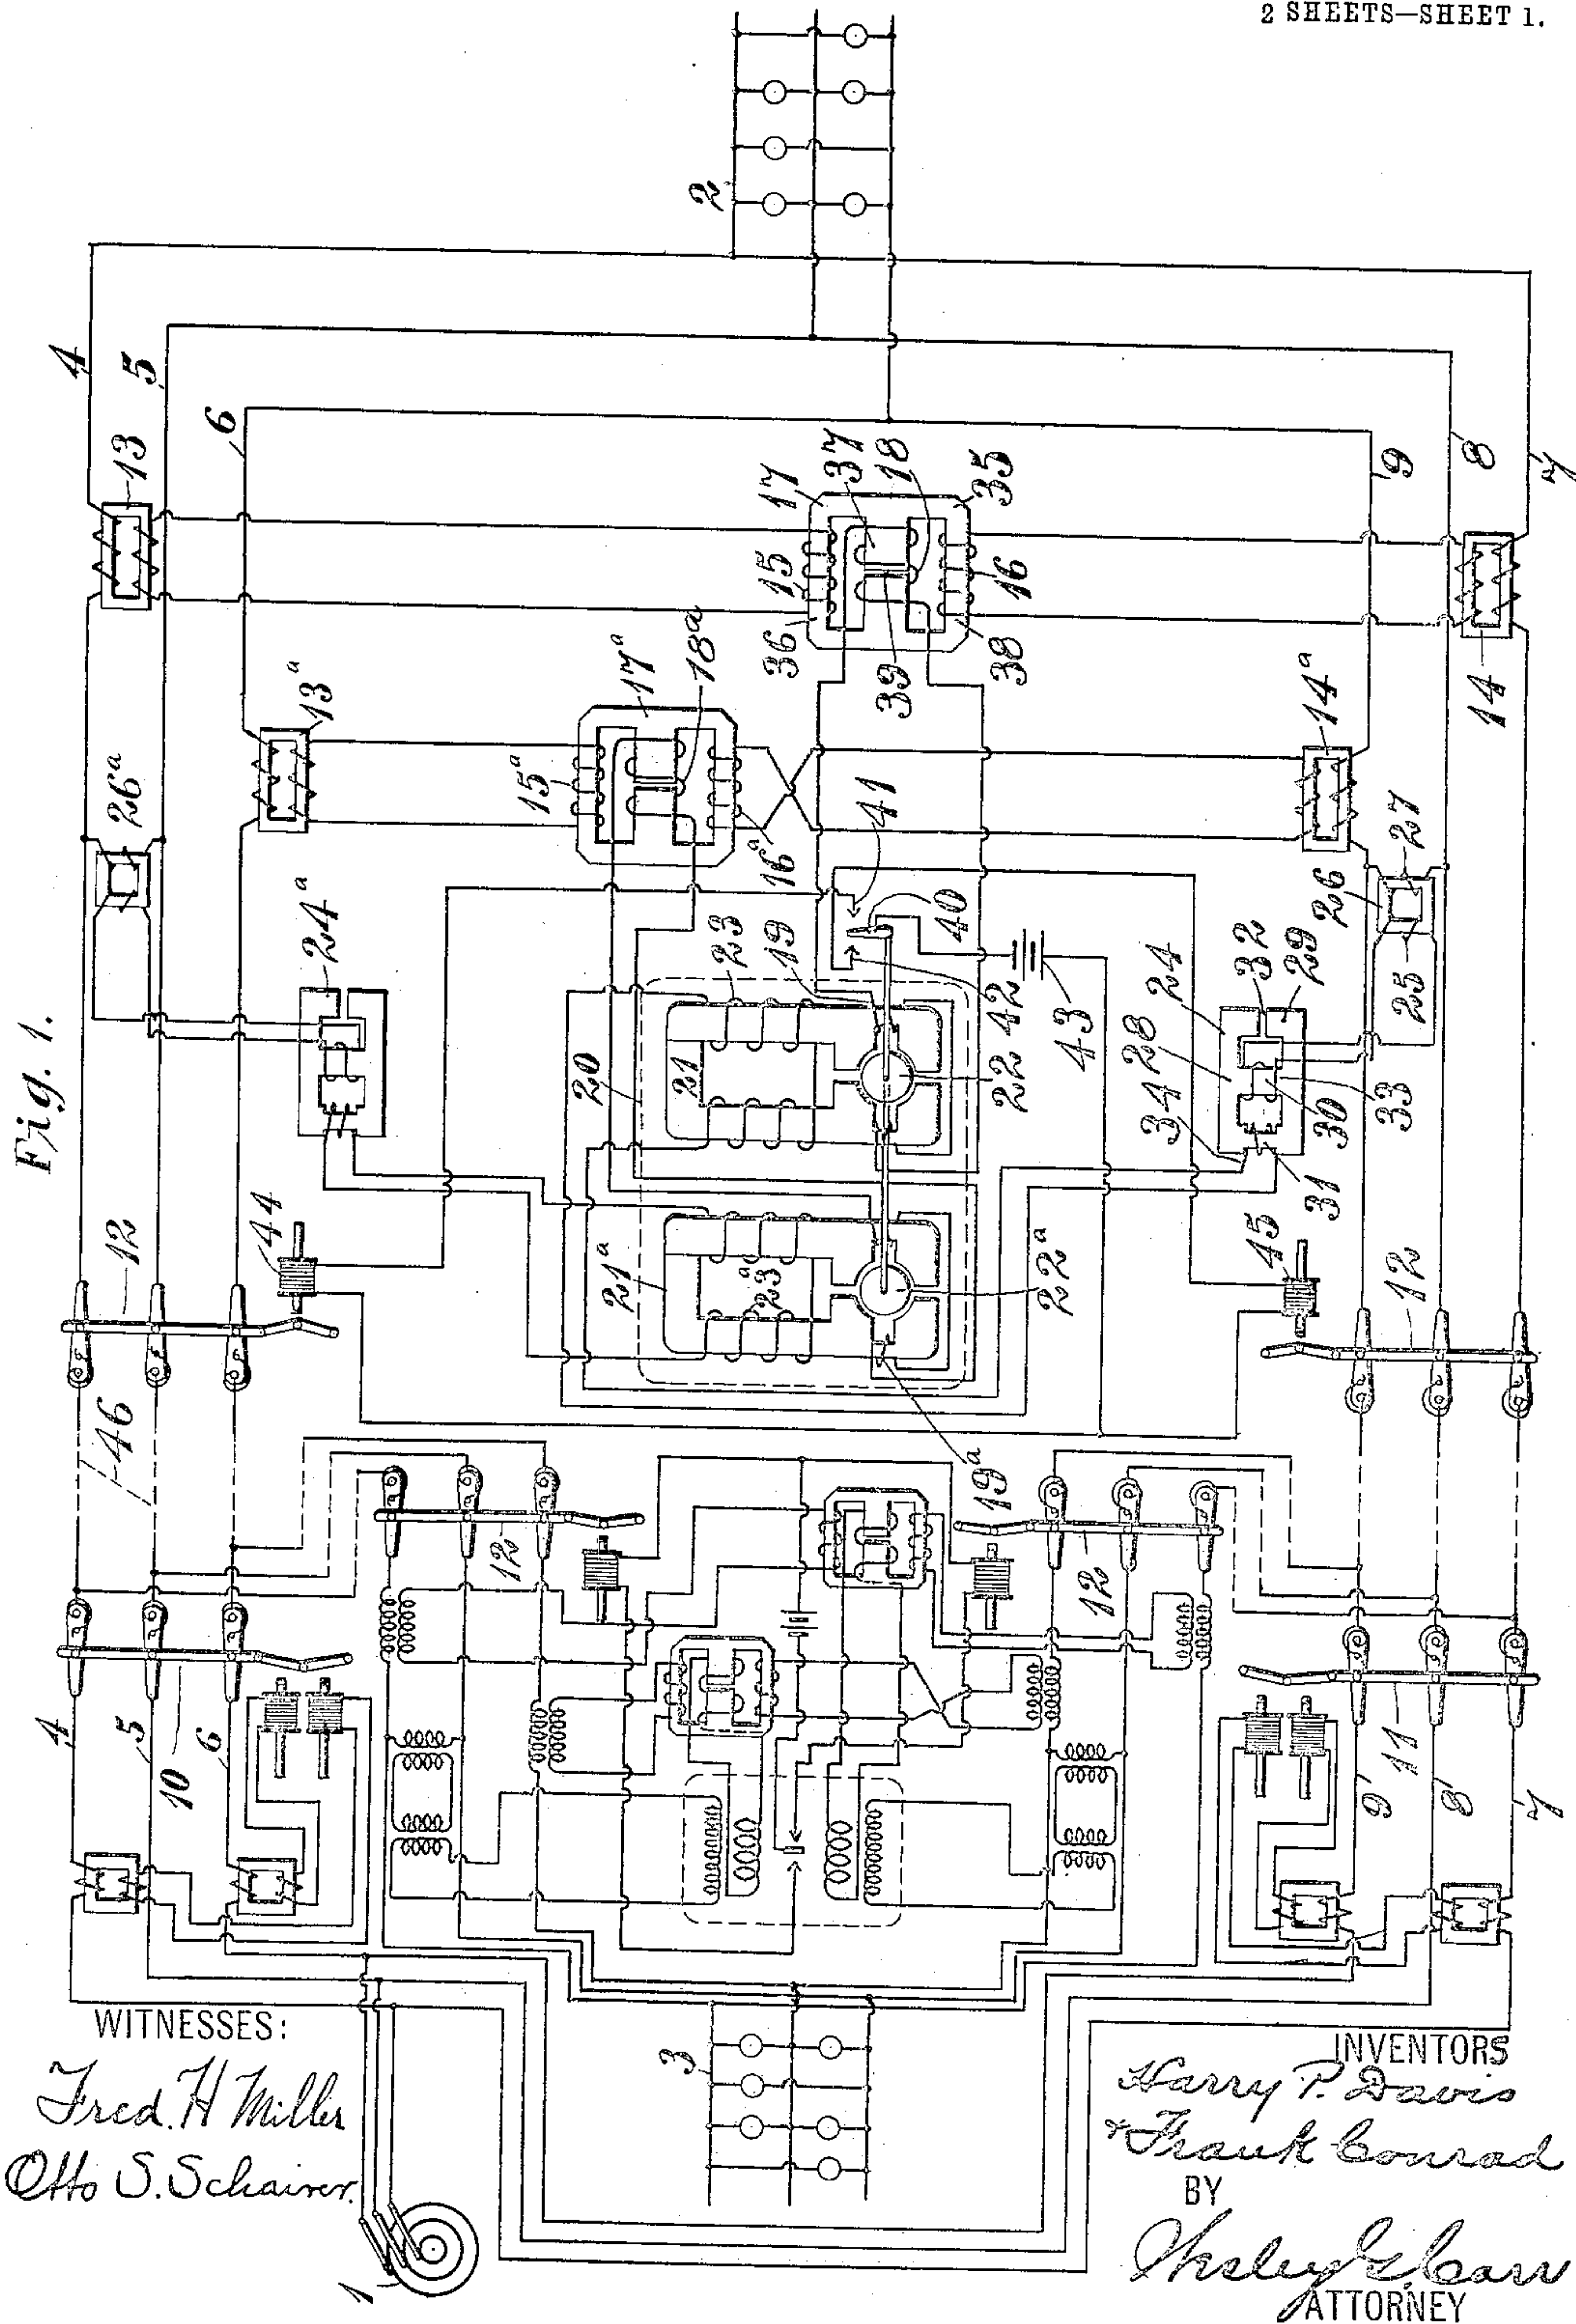 2 SHEETS—SHEET 1.
Fig. 1.
2
4
5
6
13
13ᵃ
26ᵃ
24ᵃ
44
12
46
17
15
37
18
36
39
38
16
35
17ᵃ
18ᵃ
15ᵃ
16ᵃ
41
40
42
43
23
19
20
21
22
21ᵃ
23ᵃ
22ᵃ
19ᵃ
9
8
7
14
14ᵃ
27
26
25
32
29
24
28
34
30
33
31
45
12
12
12
4
5
6
10
9
11
8
7
3
1
WITNESSES:
Fred. H Miller
Otto S. Schairer.
INVENTORS
Harry P. Davis
& Frank Conrad
BY
Wesley G. Carr
ATTORNEY